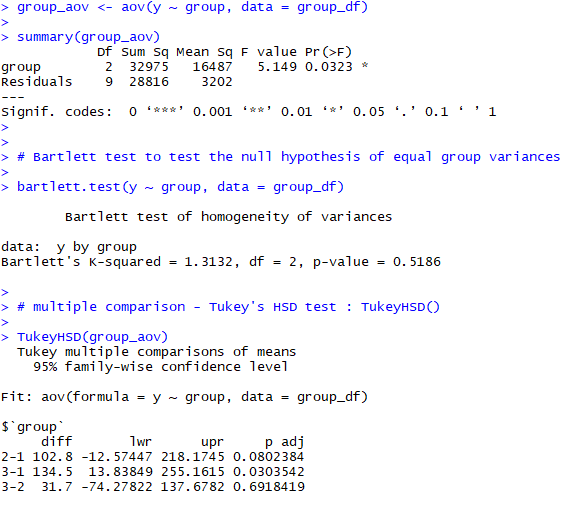 > group_aov <- aov(y ~ group, data = group_df)
>
> summary(group_aov)
            Df Sum Sq Mean Sq F value Pr(>F)
group        2  32975   16487   5.149 0.0323 *
Residuals    9  28816    3202
---
Signif. codes:  0 ‘***’ 0.001 ‘**’ 0.01 ‘*’ 0.05 ‘.’ 0.1 ‘ ’ 1
>
>
> # Bartlett test to test the null hypothesis of equal group variances
>
> bartlett.test(y ~ group, data = group_df)
        Bartlett test of homogeneity of variances
data:  y by group
Bartlett's K-squared = 1.3132, df = 2, p-value = 0.5186
>
> # multiple comparison - Tukey's HSD test : TukeyHSD()
>
> TukeyHSD(group_aov)
  Tukey multiple comparisons of means
    95% family-wise confidence level
Fit: aov(formula = y ~ group, data = group_df)
$`group`
     diff       lwr      upr     p adj
2-1 102.8 -12.57447 218.1745 0.0802384
3-1 134.5  13.83849 255.1615 0.0303542
3-2  31.7 -74.27822 137.6782 0.6918419